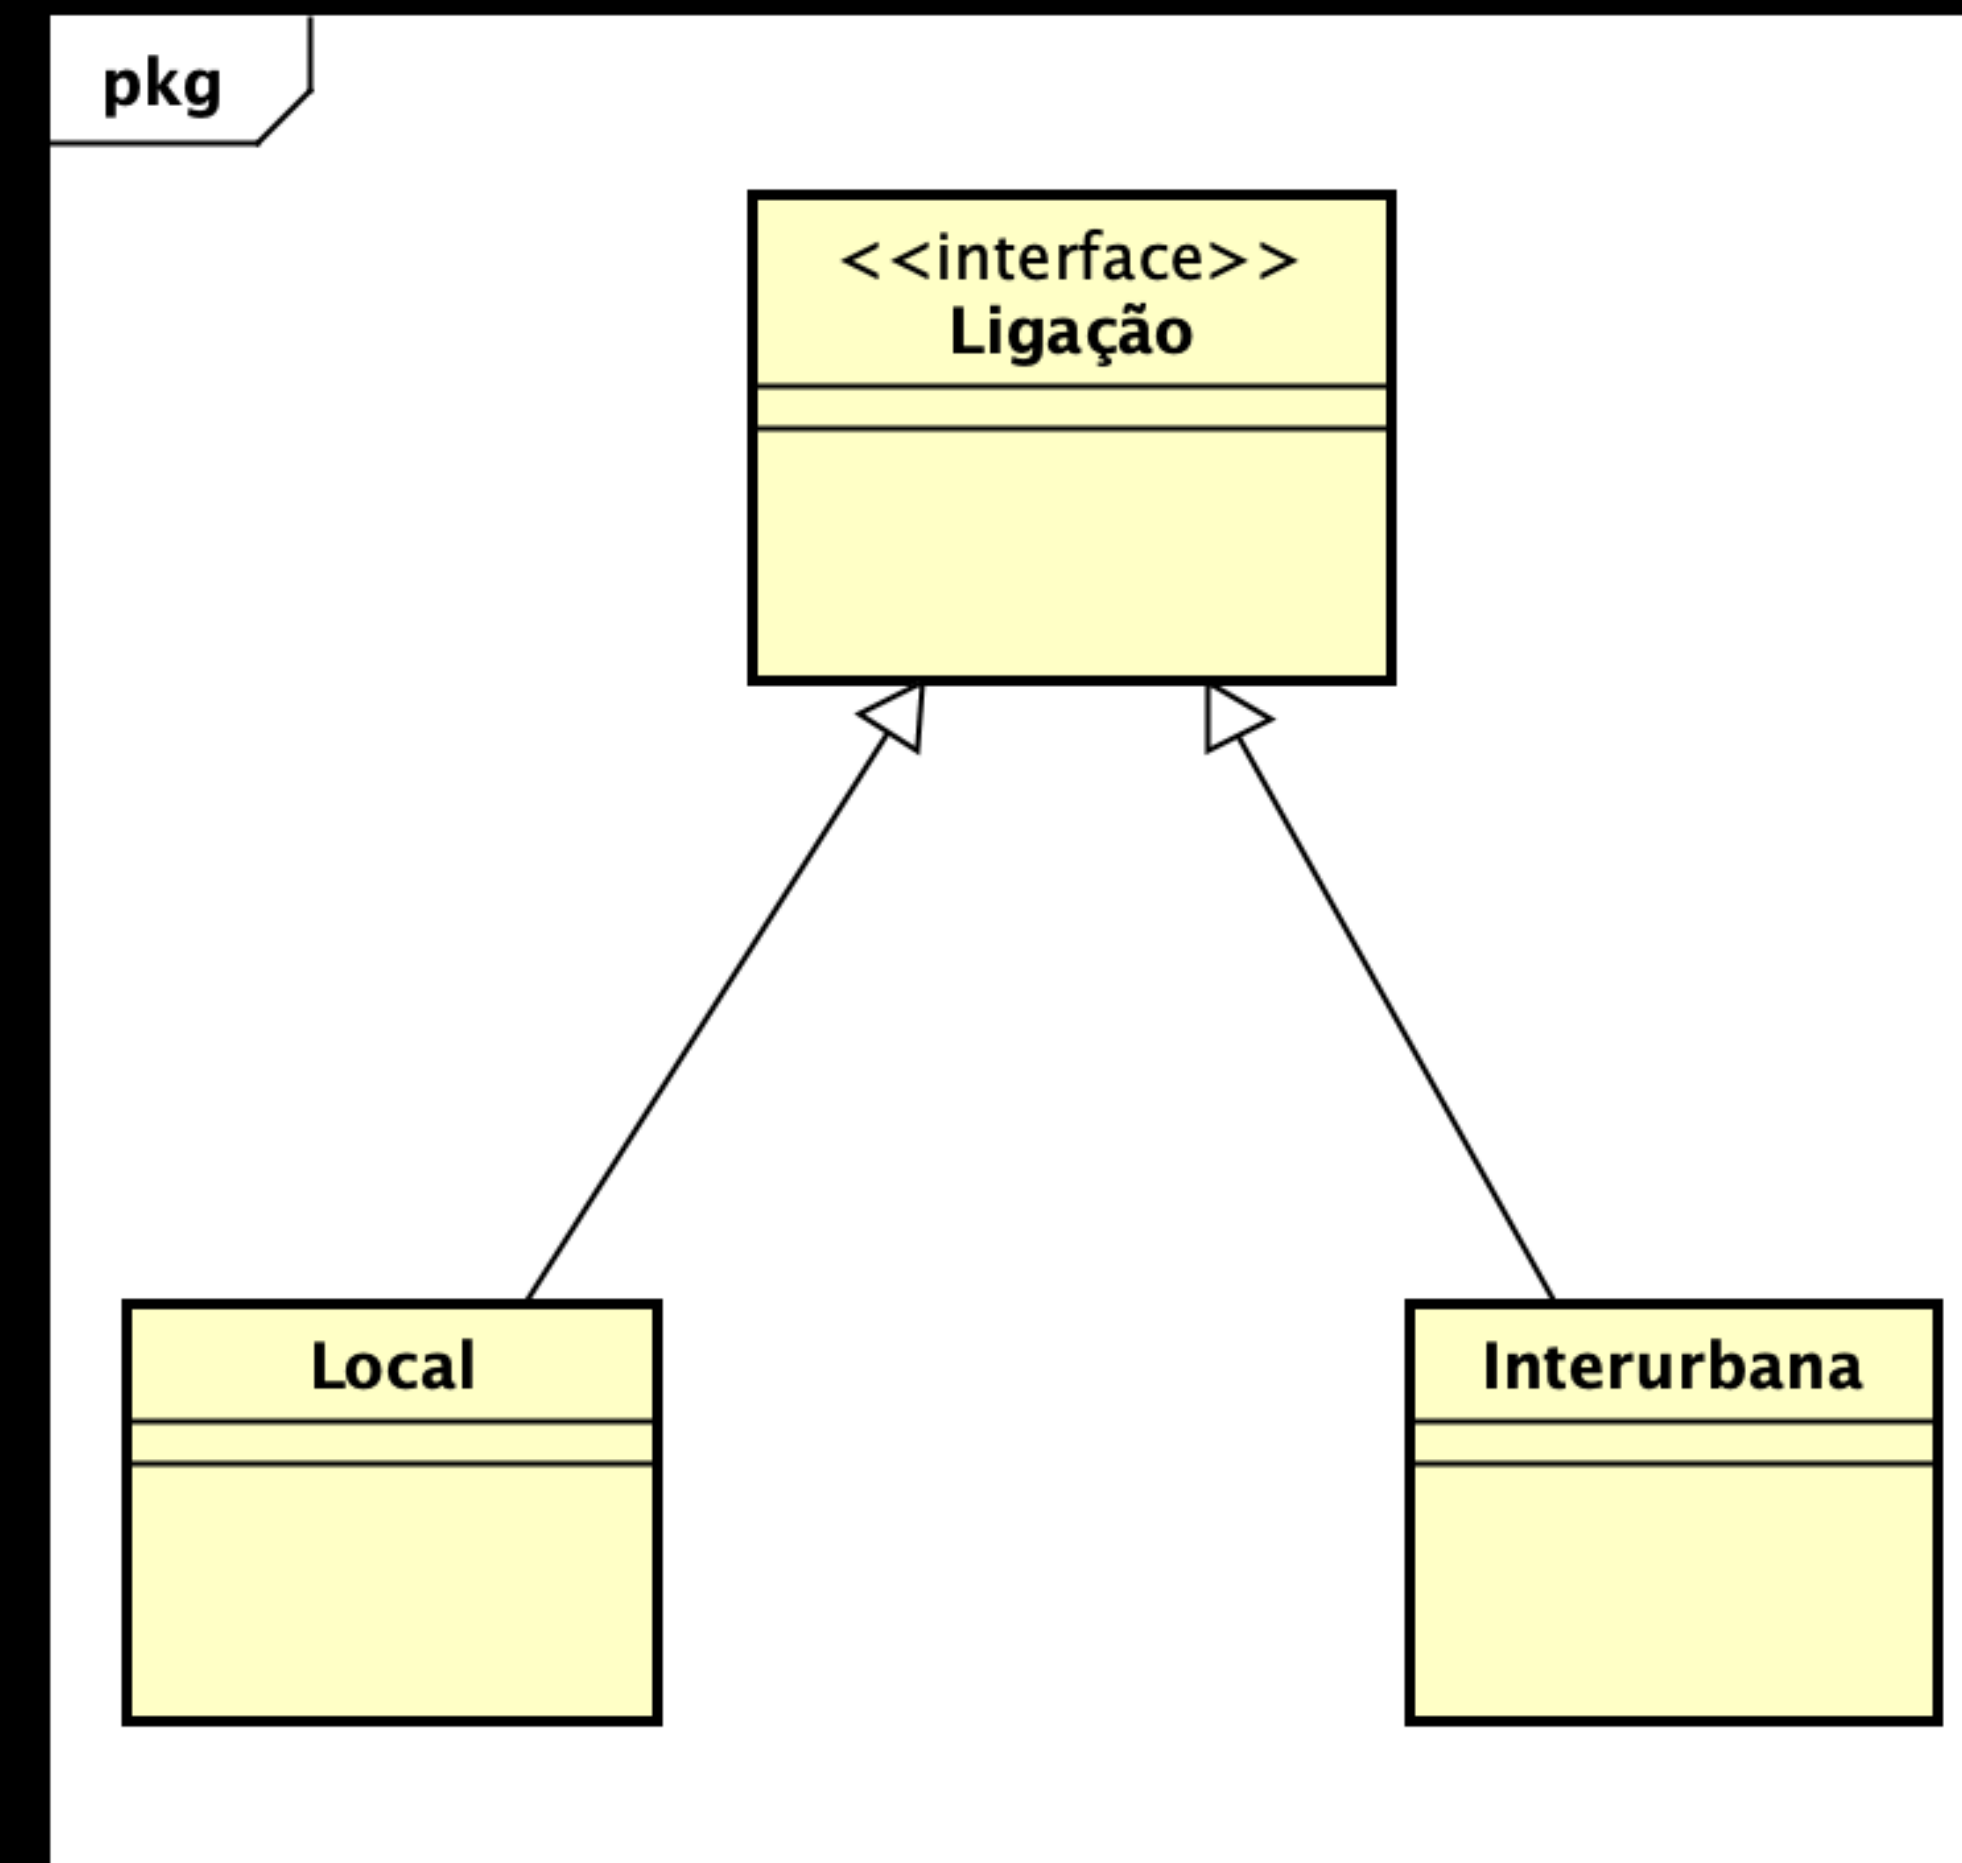 pkg
<<interface>>
Ligação
Local
Interurbana